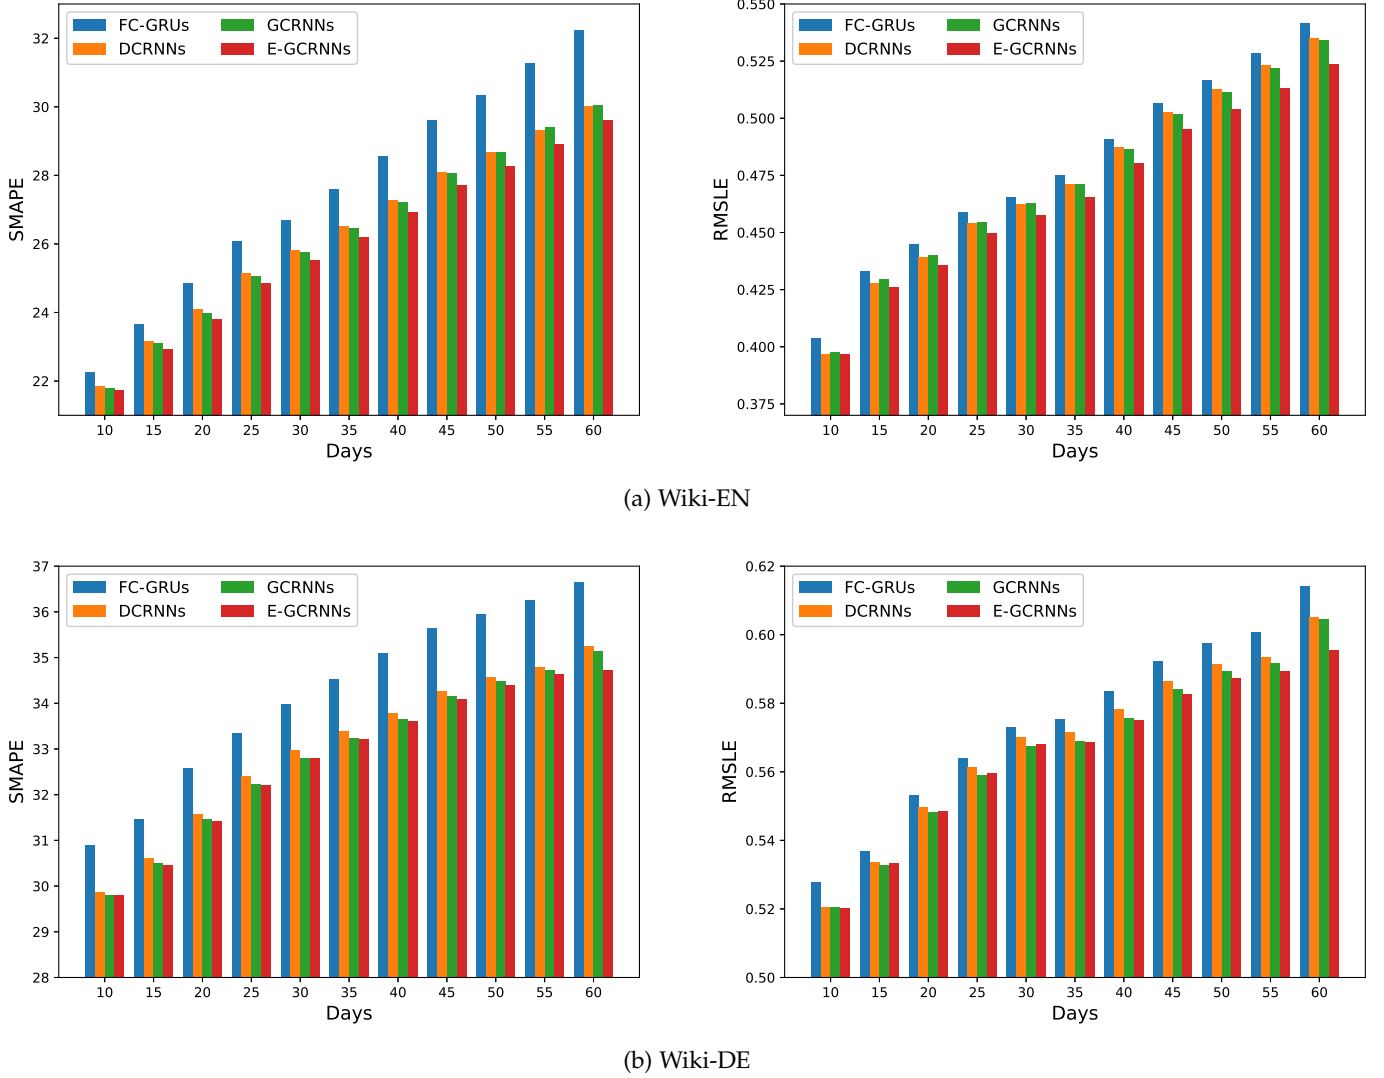 FC-GRUs
DCRNNs
GCRNNs
E-GCRNNs
SMAPE
32
30
28
26
24
22
10 15 20 25 30 35 40 45 50 55 60
Days
FC-GRUs
DCRNNs
GCRNNs
E-GCRNNs
RMSLE
0.550
0.525
0.500
0.475
0.450
0.425
0.400
0.375
10 15 20 25 30 35 40 45 50 55 60
Days
(a) Wiki-EN
FC-GRUs
DCRNNs
GCRNNs
E-GCRNNs
SMAPE
37
36
35
34
33
32
31
30
29
28
10 15 20 25 30 35 40 45 50 55 60
Days
FC-GRUs
DCRNNs
GCRNNs
E-GCRNNs
RMSLE
0.62
0.60
0.58
0.56
0.54
0.52
0.50
10 15 20 25 30 35 40 45 50 55 60
Days
(b) Wiki-DE